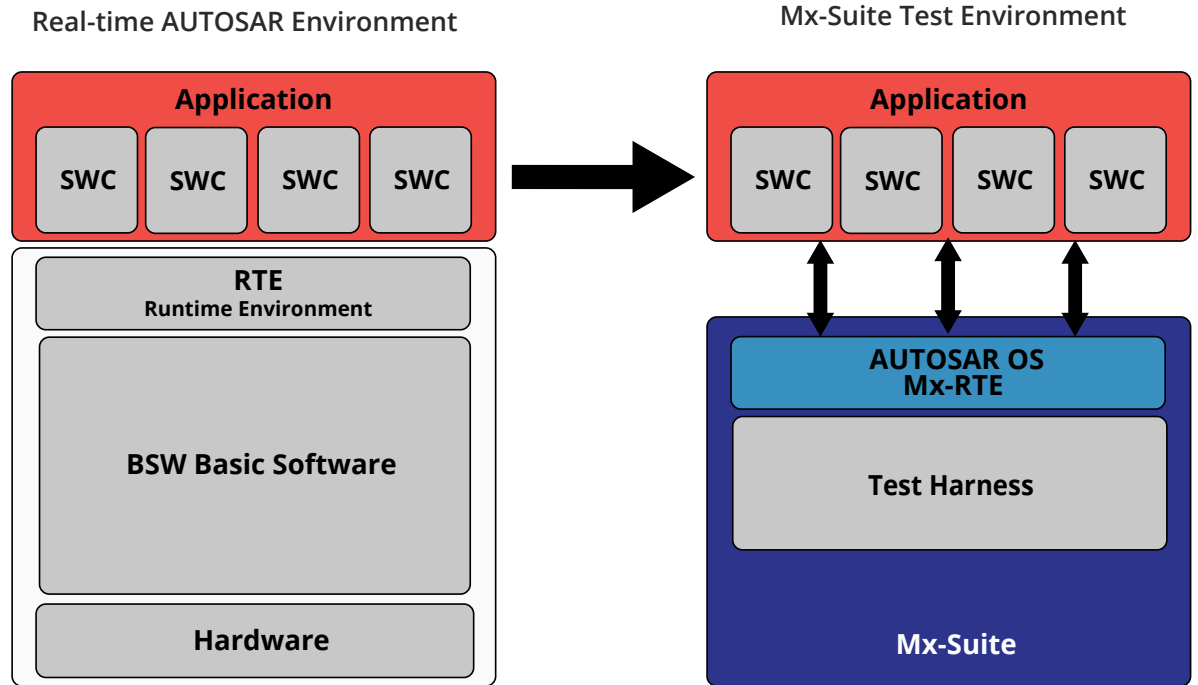 Real-time AUTOSAR Environment
Application
SWC
SWC
SWC
SWC
RTE
Runtime Environment
BSW Basic Software
Hardware
Mx-Suite Test Environment
Application
SWC
SWC
SWC
SWC
AUTOSAR OS
Mx-RTE
Test Harness
Mx-Suite